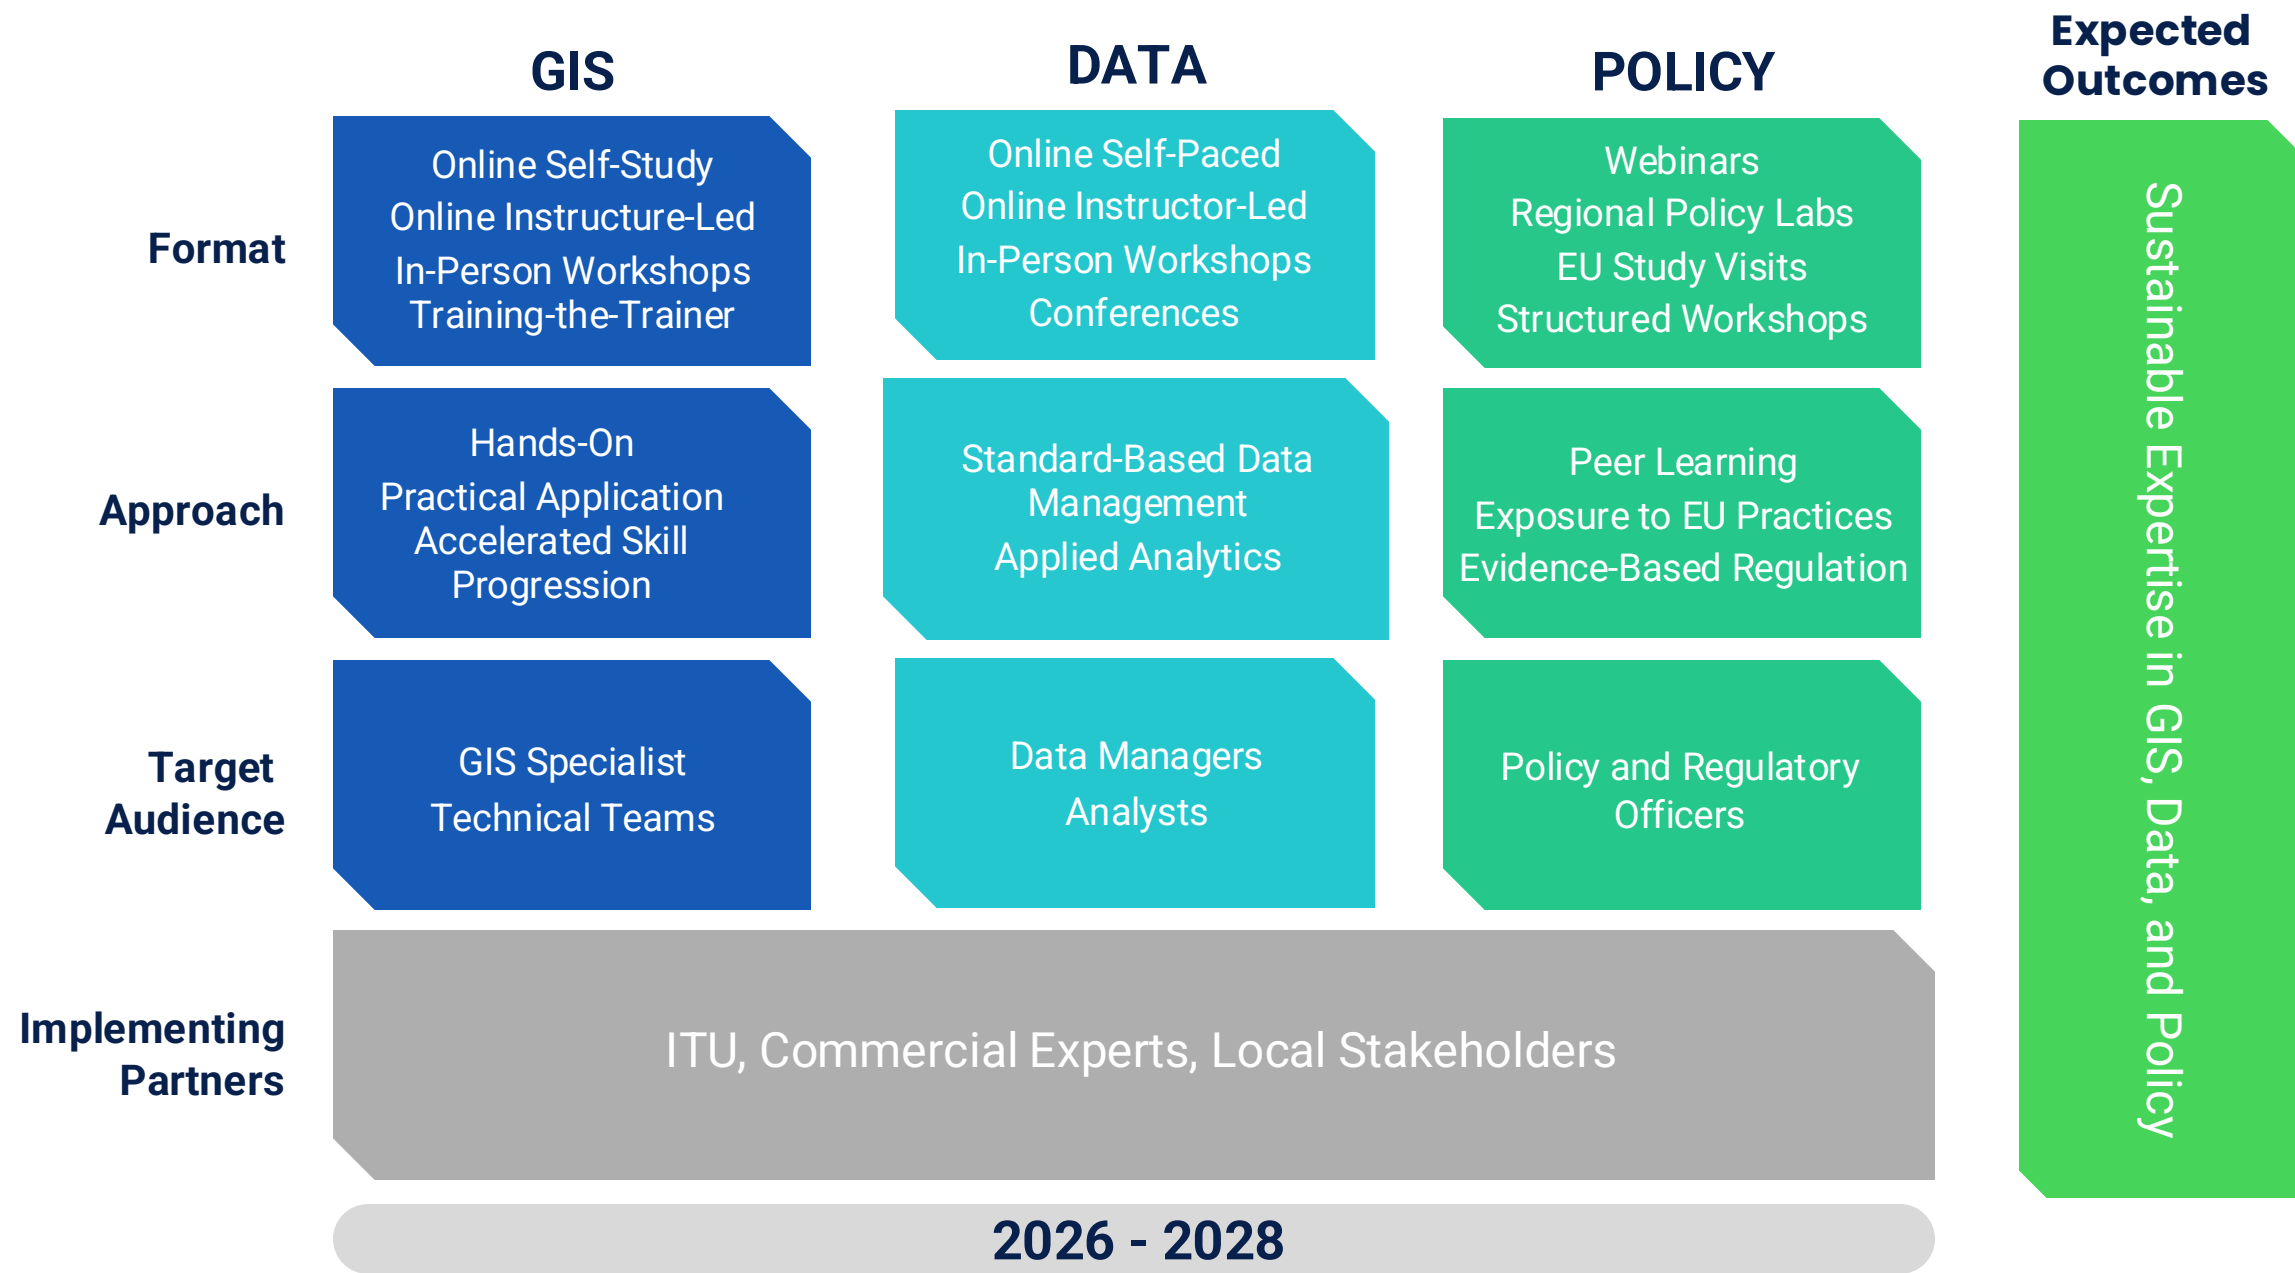 GIS
DATA
POLICY
Expected
Outcomes
Format
Online Self-Study
Online Instructure-Led
In-Person Workshops
Training-the-Trainer
Online Self-Paced
Online Instructor-Led
In-Person Workshops
Conferences
Webinars
Regional Policy Labs
EU Study Visits
Structured Workshops
Approach
Hands-On
Practical Application
Accelerated Skill
Progression
Standard-Based Data
Management
Applied Analytics
Peer Learning
Exposure to EU Practices
Evidence-Based Regulation
Target
Audience
GIS Specialist
Technical Teams
Data Managers
Analysts
Policy and Regulatory
Officers
Implementing
Partners
ITU, Commercial Experts, Local Stakeholders
Sustainable Expertise in GIS, Data, and Policy
2026 - 2028